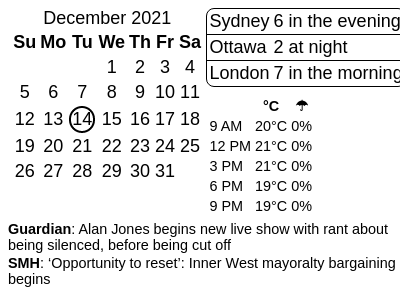 December 2021
Su Mo Tu We Th Fr Sa
1 2 3 4
5 6 7 8 9 10 11
12 13 14 15 16 17 18
19 20 21 22 23 24 25
26 27 28 29 30 31
Sydney 6 in the evening
Ottawa 2 at night
London 7 in the morning
°C ☂
9 AM 20°C 0%
12 PM 21°C 0%
3 PM 21°C 0%
6 PM 19°C 0%
9 PM 19°C 0%
Guardian: Alan Jones begins new live show with rant about
being silenced, before being cut off
SMH: ‘Opportunity to reset’: Inner West mayoralty bargaining
begins